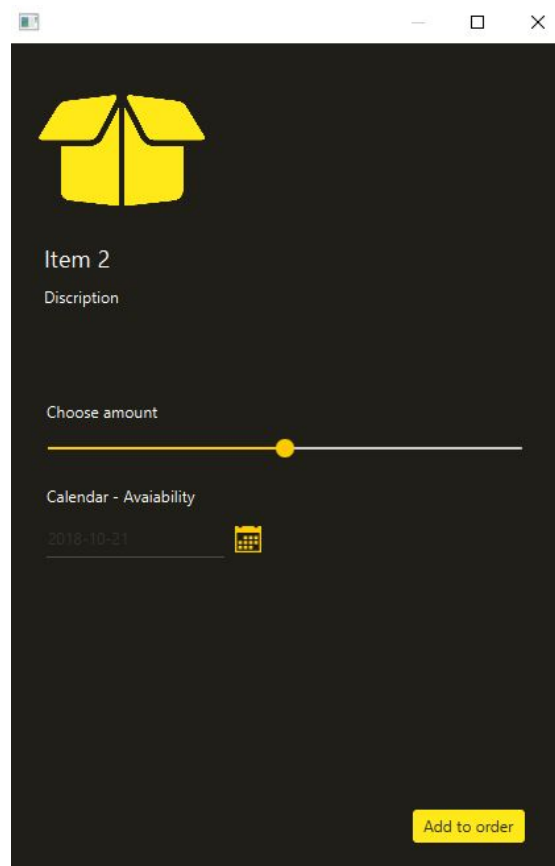 Item 2
Discription
Choose amount
Calendar - Avaiability
2018-10-21
Add to order